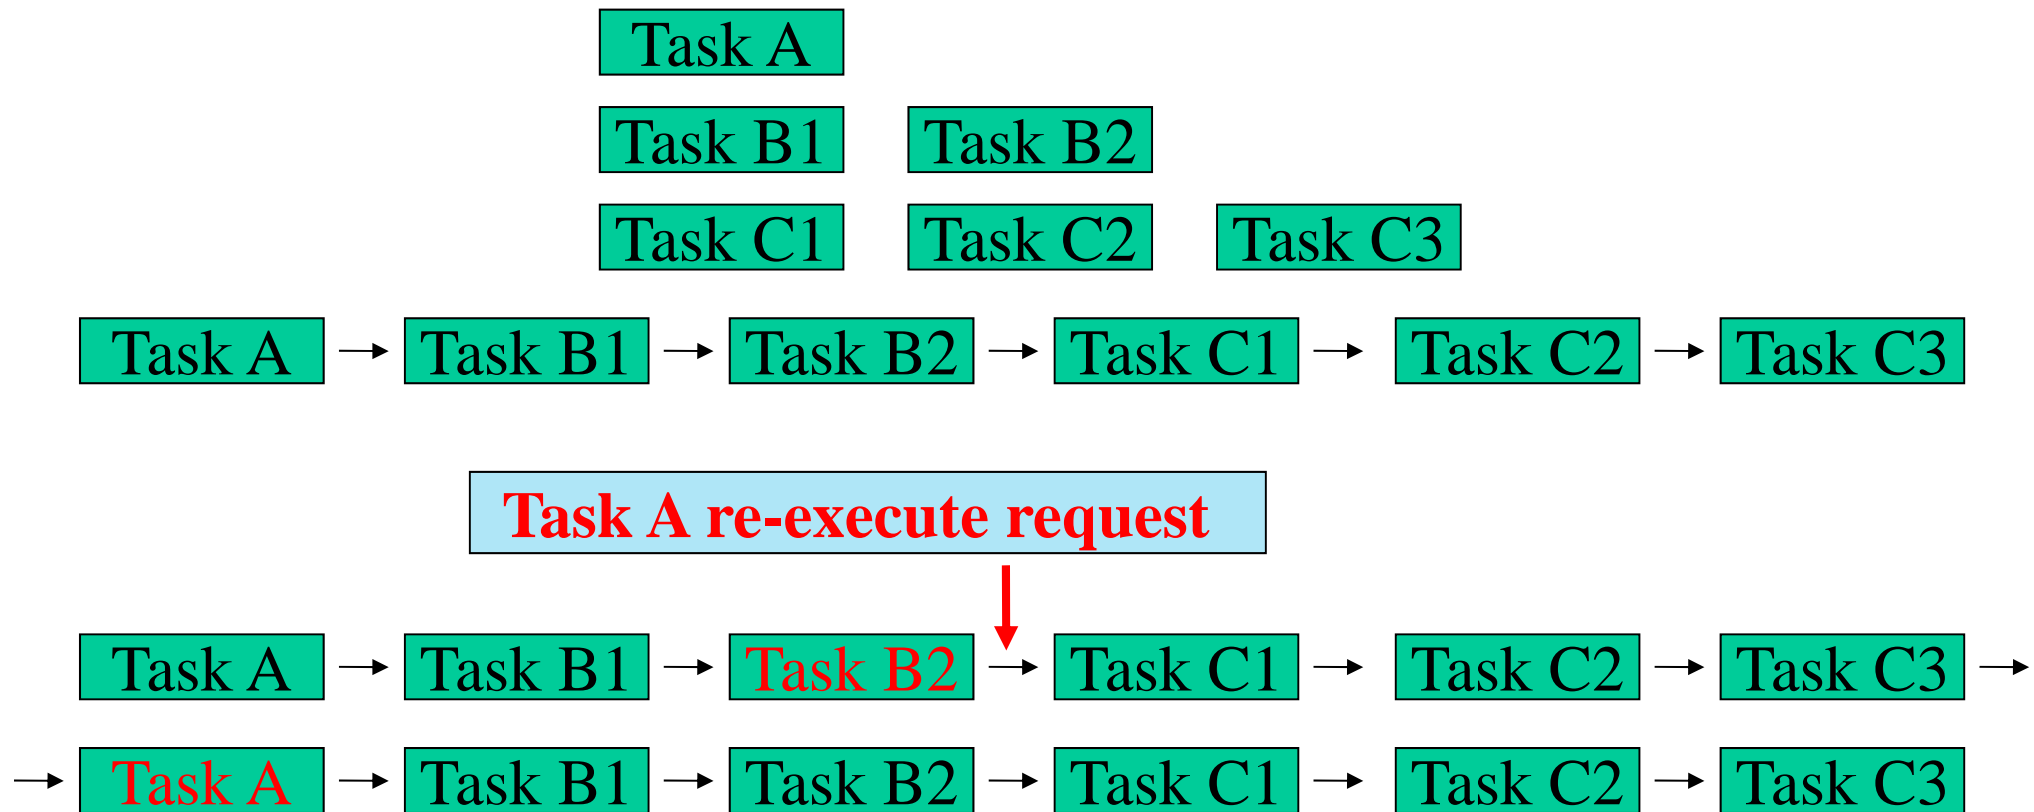 Task A
Task B1 Task B2
Task C1 Task C2 Task C3
Task A Task B1 Task B2 Task C1 Task C2 Task C3
Task A re-execute request
Task A Task B1 Task B2 Task C1 Task C2 Task C3
Task A Task B1 Task B2 Task C1 Task C2 Task C3